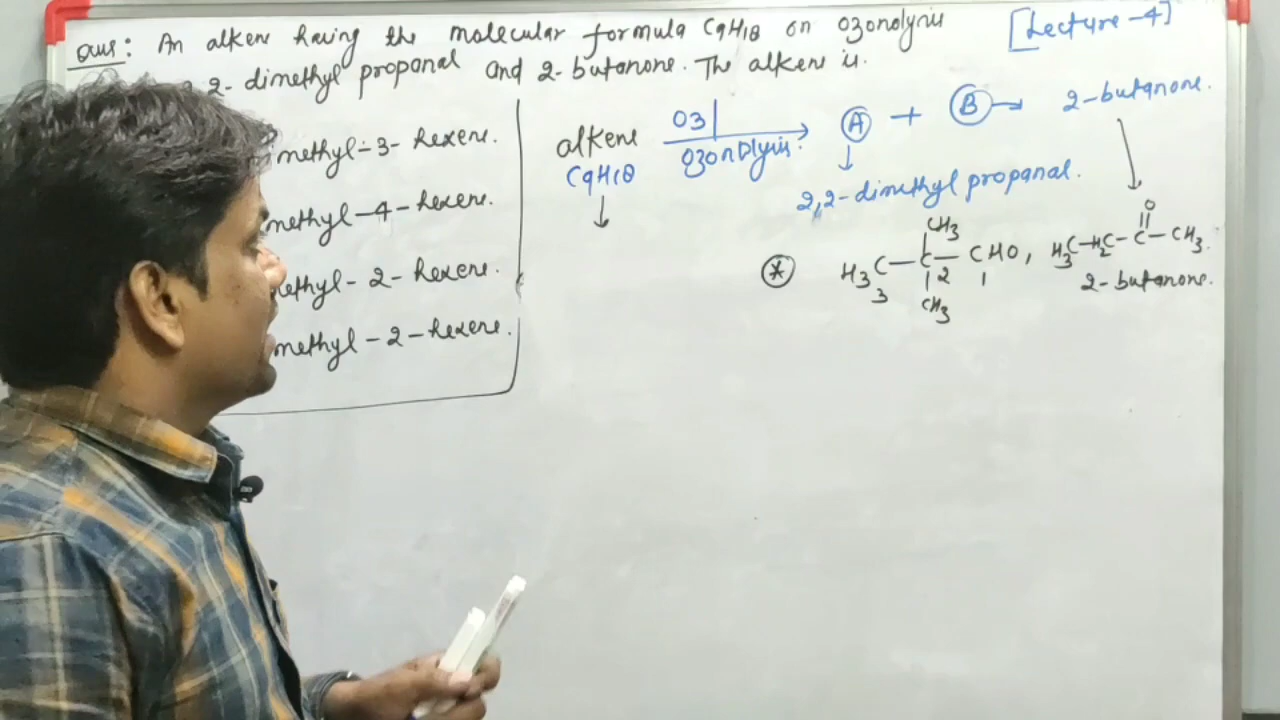 Ques: An alkene having the molecular formula C9H18 on ozonolysis
2- dimethyl propanal and 2-butanone. The alkene is.
[Lecture-4]
methyl-3-hexene.
methyl-4-hexene.
methyl-2-hexene.
methyl-2-hexene.
alkene O3 ozonolysis. A + B → 2-butanone.
C9H18
2,2-dimethyl propanal.
CH3 O
* H3C-C-CHO, H3C-H2C-C-CH3.
3 2 1
CH3 2-butanone.